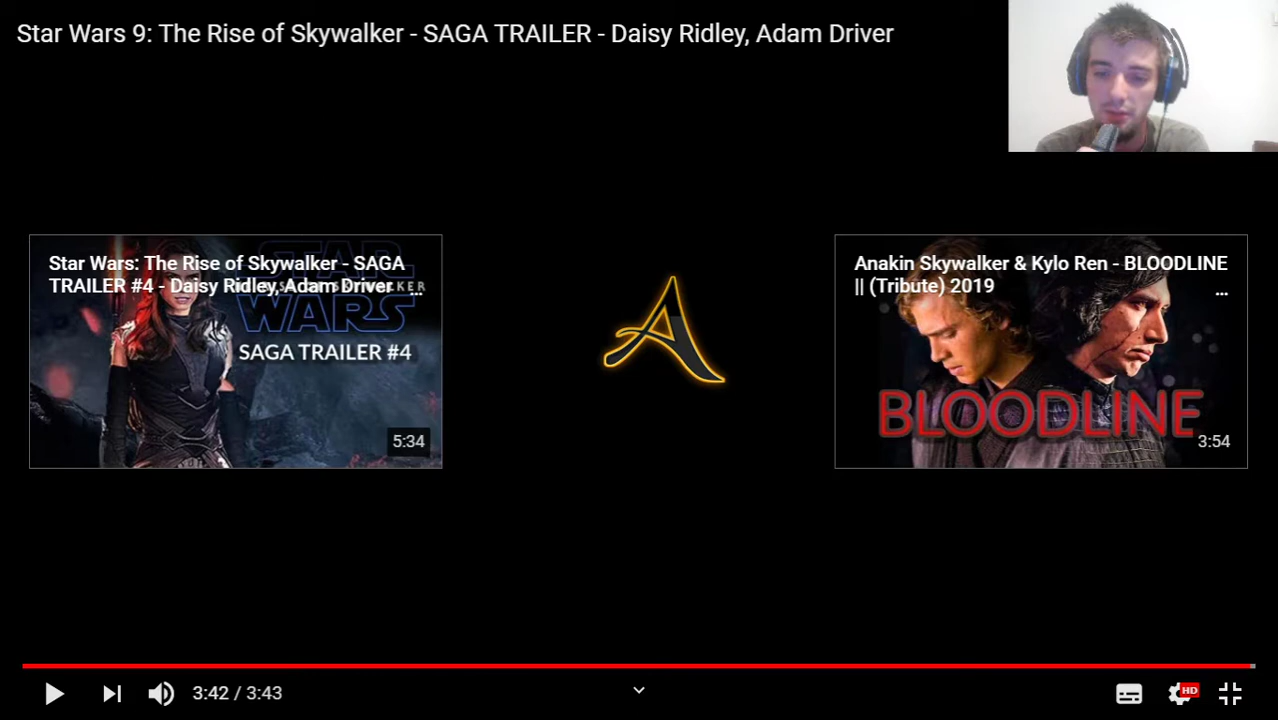 Star Wars 9: The Rise of Skywalker - SAGA TRAILER - Daisy Ridley, Adam Driver
Star Wars: The Rise of Skywalker - SAGA
TRAILER #4 - Daisy Ridley, Adam Driver ...
STAR
WARS
SAGA TRAILER #4
5:34
A
Anakin Skywalker & Kylo Ren - BLOODLINE
|| (Tribute) 2019 ...
BLOODLINE
3:54
3:42 / 3:43
HD